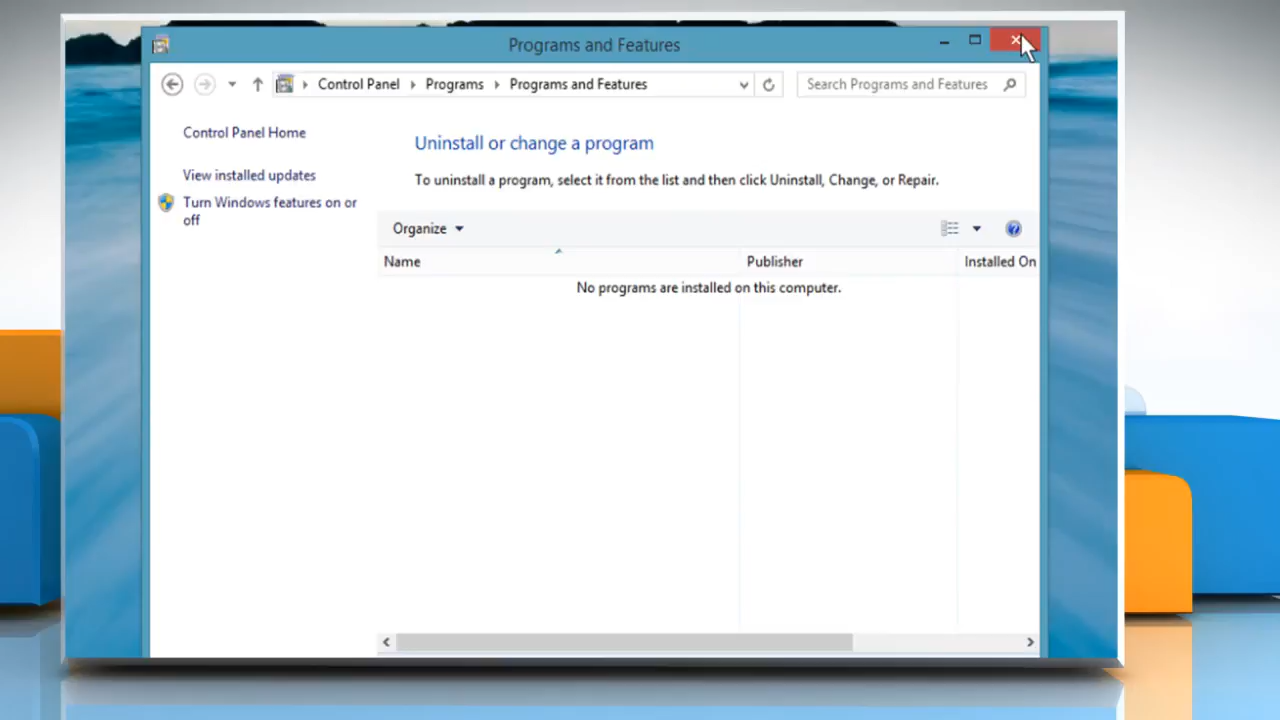 Programs and Features
Control Panel Programs Programs and Features
Search Programs and Features
Control Panel Home
View installed updates
Turn Windows features on or
off
Uninstall or change a program
To uninstall a program, select it from the list and then click Uninstall, Change, or Repair.
Organize
Name Publisher Installed On
No programs are installed on this computer.